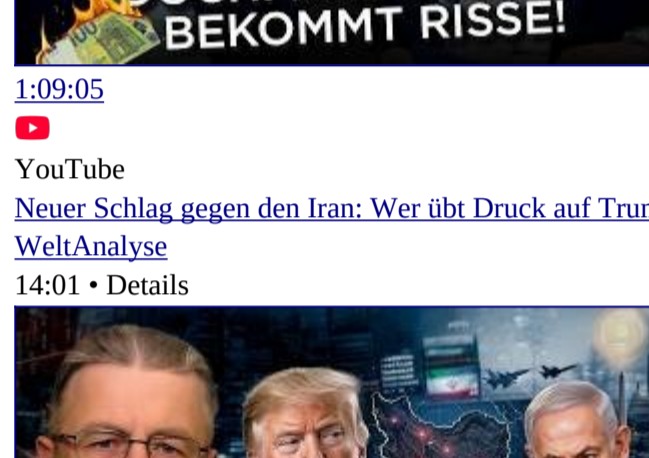 BEKOMMT RISSE!
100
1:09:05
YouTube
Neuer Schlag gegen den Iran: Wer übt Druck auf
WeltAnalyse
14:01 • Details